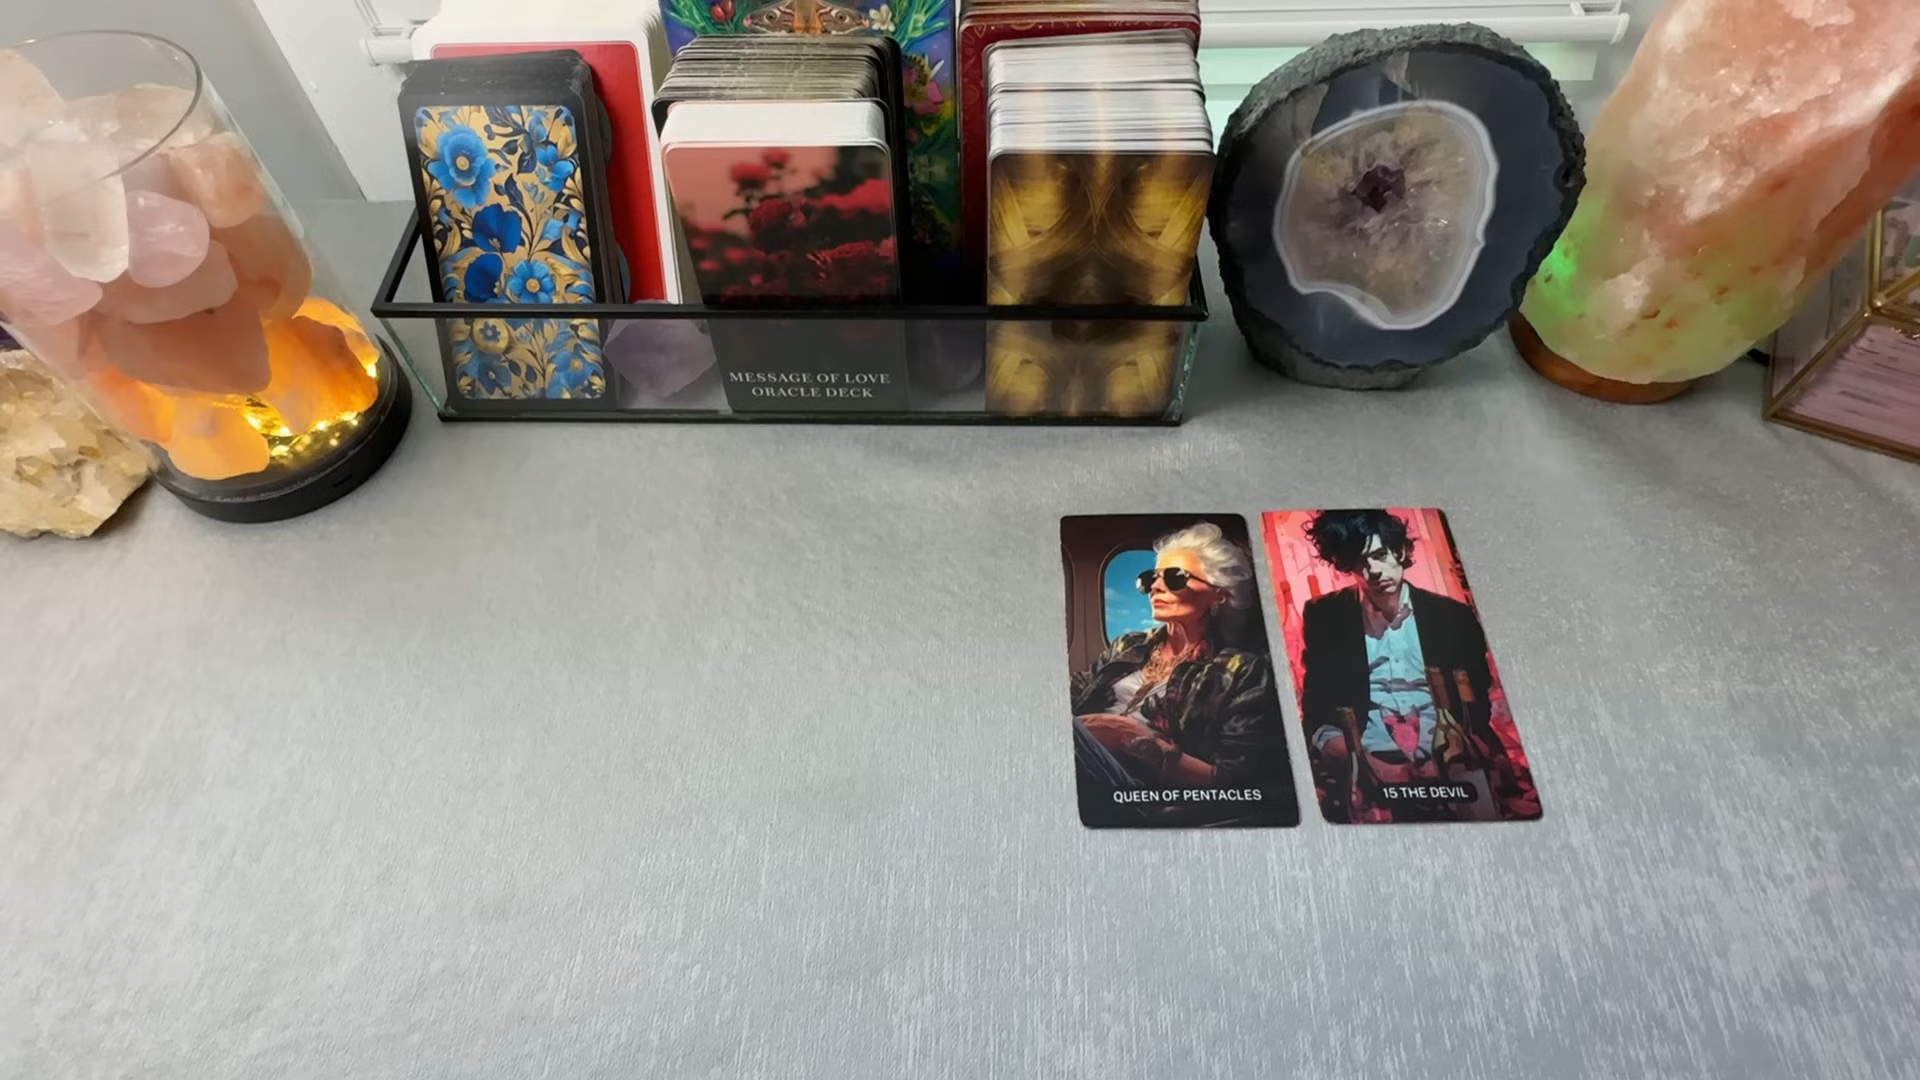 MESSAGE OF LOVE
ORACLE DECK
QUEEN OF PENTACLES
15 THE DEVIL